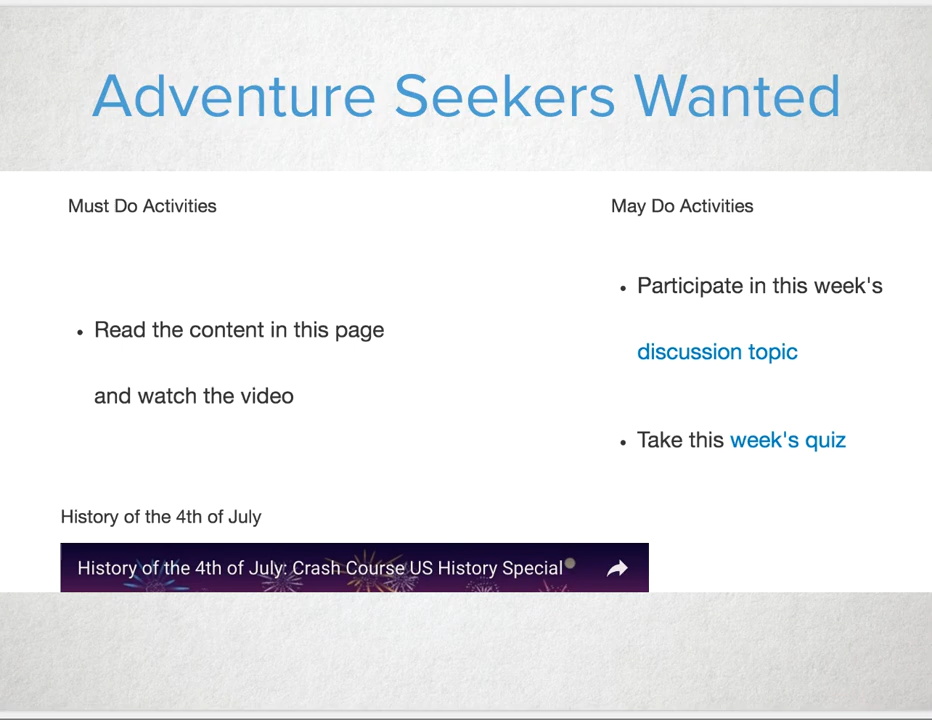 Adventure Seekers Wanted
Must Do Activities
• Read the content in this page
and watch the video
May Do Activities
• Participate in this week's
discussion topic
• Take this week's quiz
History of the 4th of July
History of the 4th of July: Crash Course US History Special